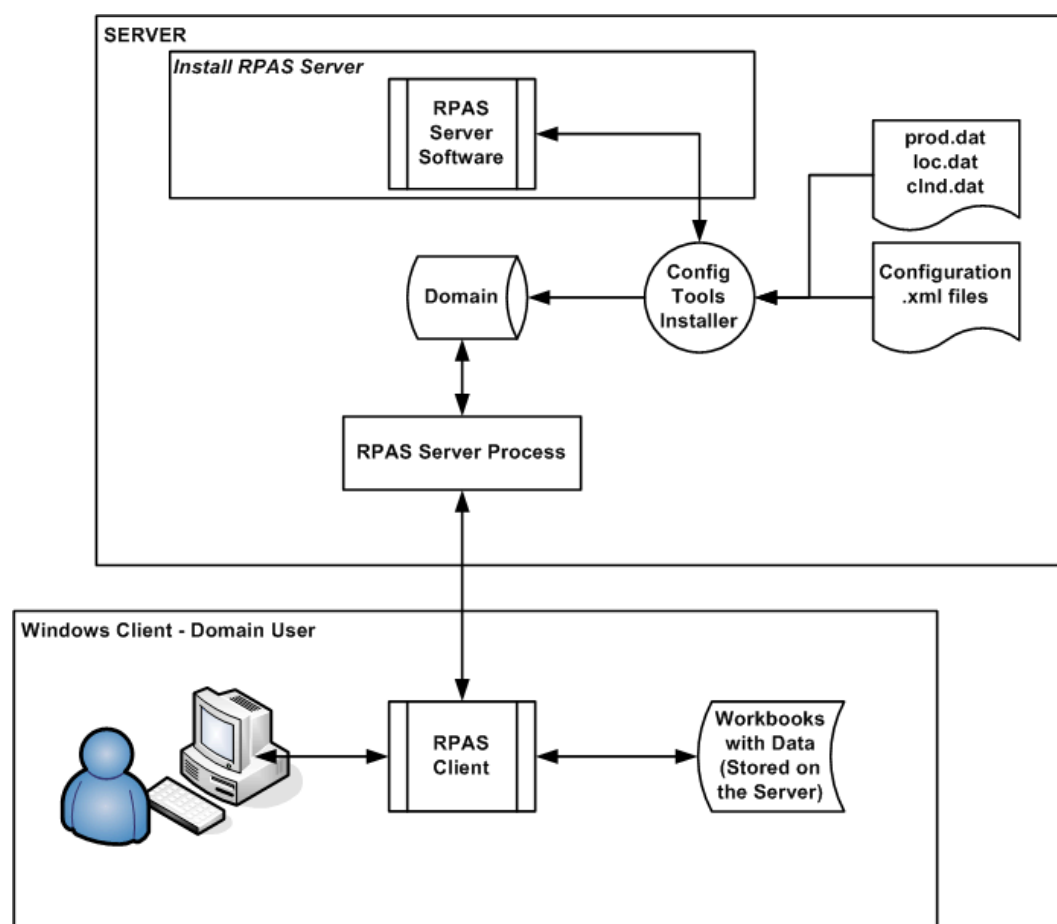 SERVER
Install RPAS Server
RPAS
Server
Software
prod.dat
loc.dat
clnd.dat
Configuration
.xml files
Config
Tools
Installer
Domain
RPAS Server Process
Windows Client - Domain User
RPAS
Client
Workbooks
with Data
(Stored on
the Server)